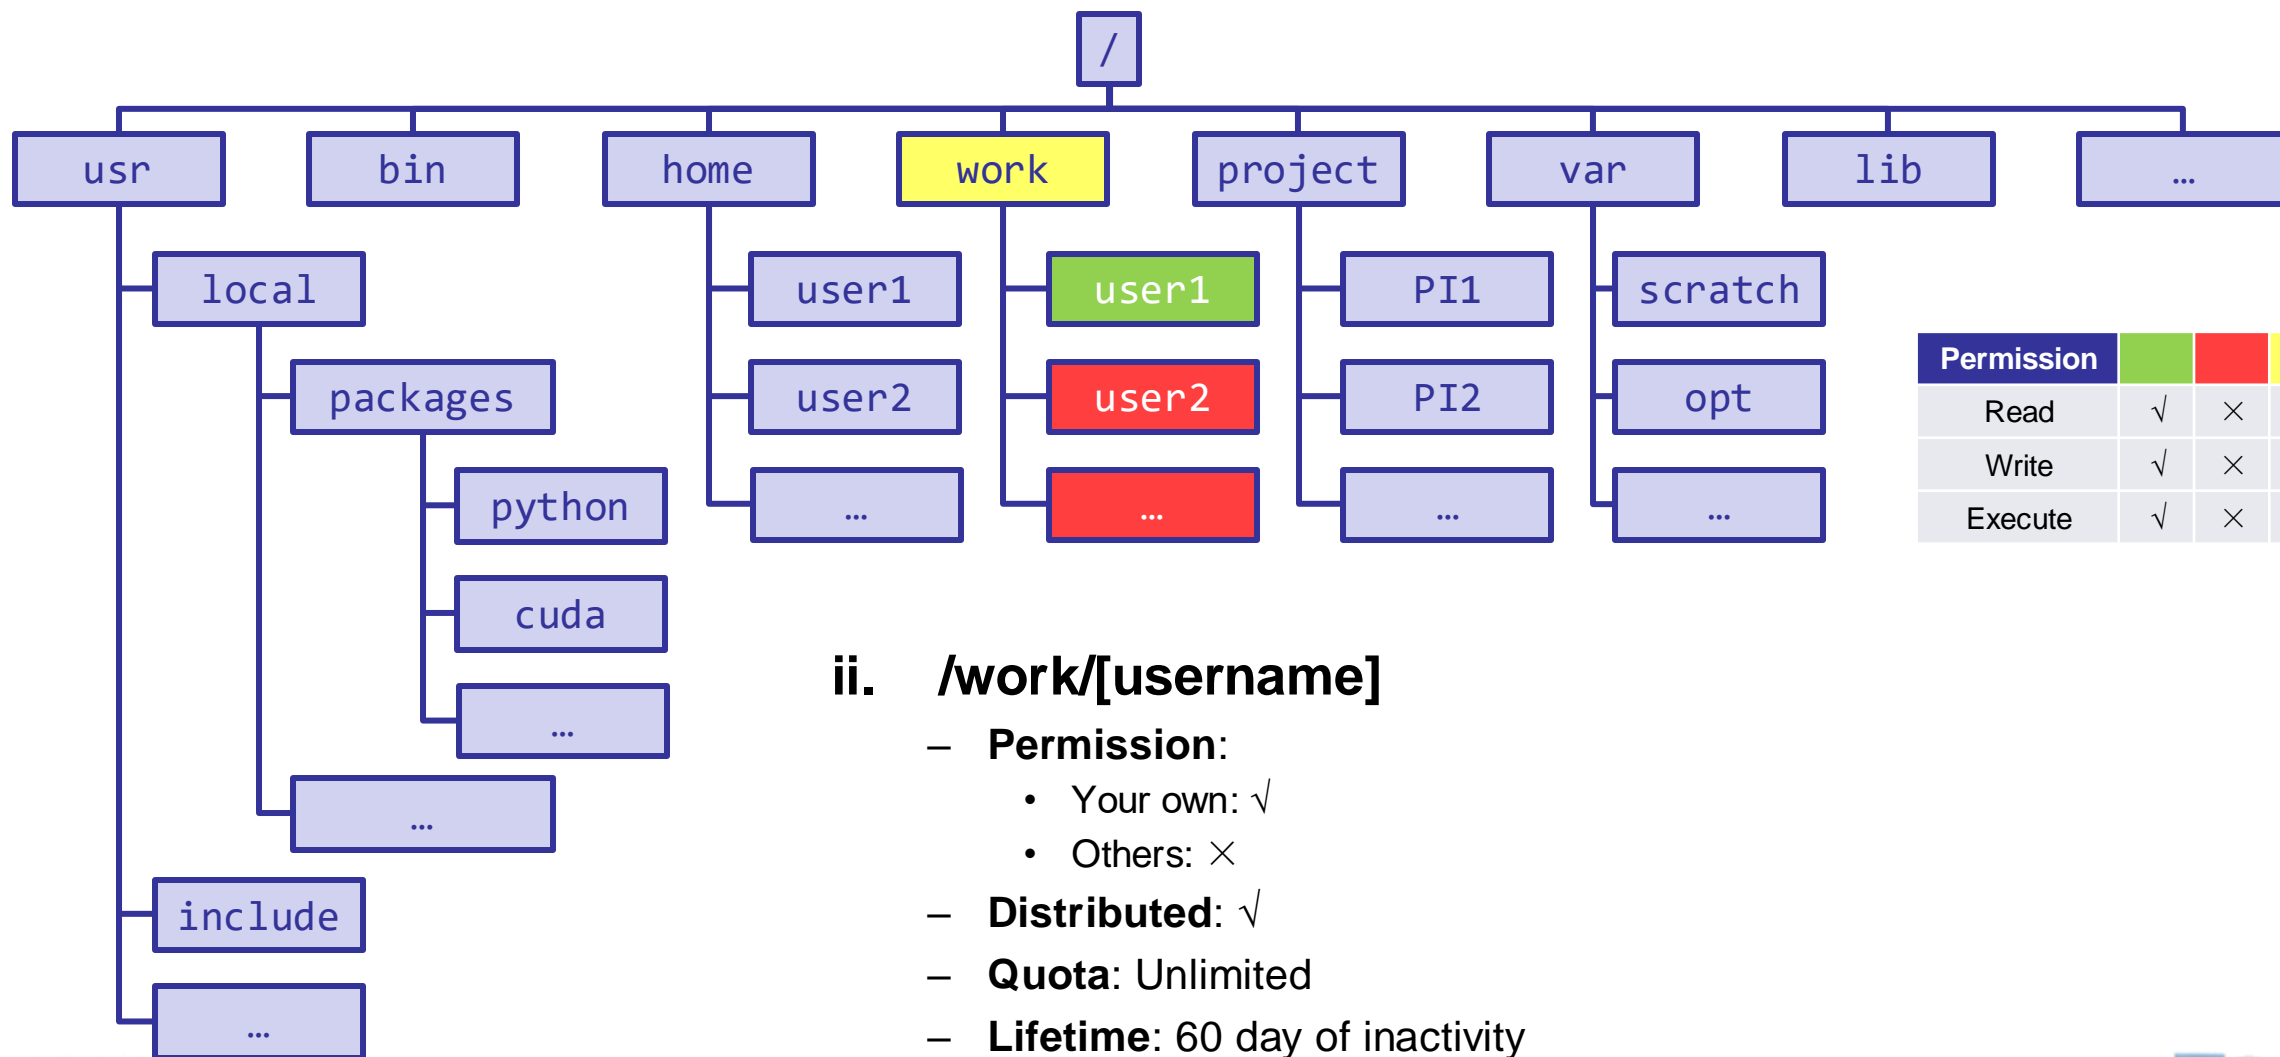 /
usr bin home work project var lib …
local user1 user1 PI1 scratch
packages user2 user2 PI2 opt
python … … … …
cuda
…
…
include
…
Permission
Read √ ×
Write √ ×
Execute √ ×
ii. /work/[username]
– Permission:
• Your own: √
• Others: ×
– Distributed: √
– Quota: Unlimited
– Lifetime: 60 day of inactivity